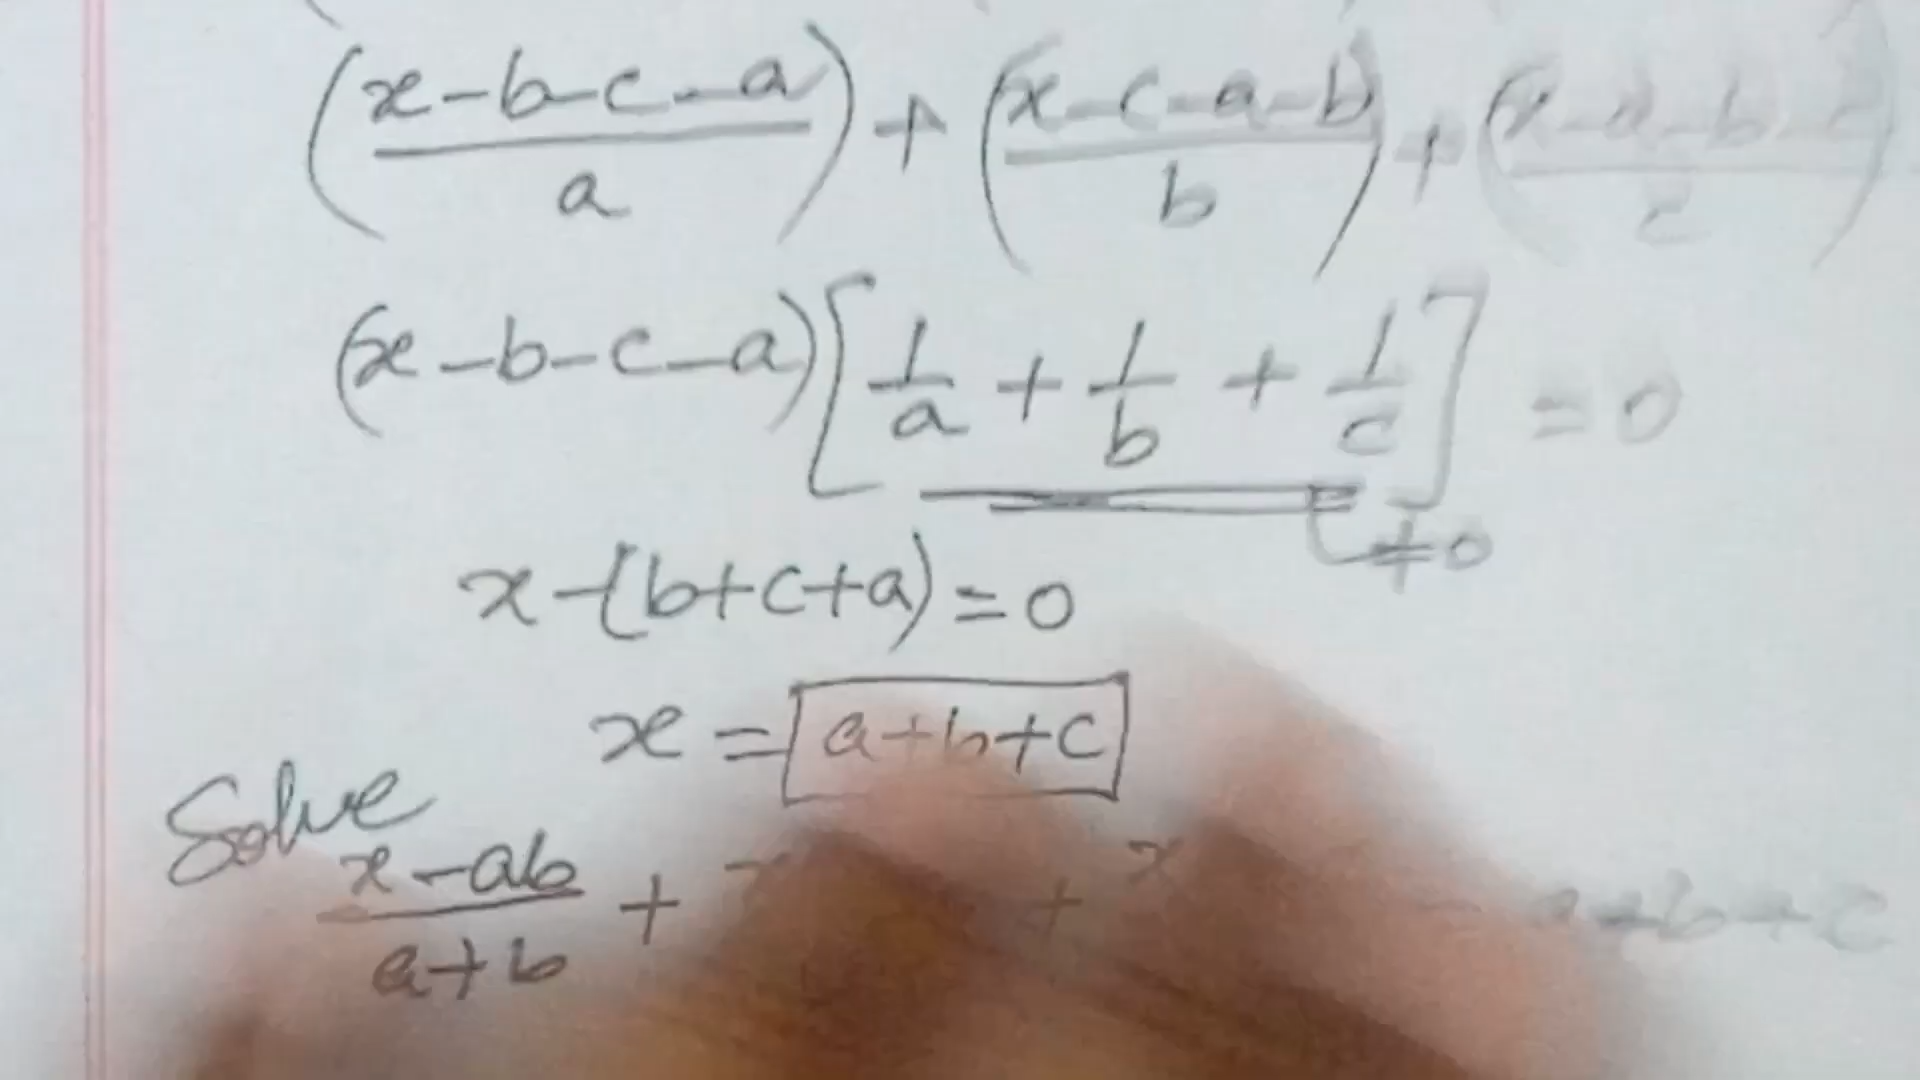 (x-b-c-a)/a + (x-c-a-b)/b + (x-a-b-c)/c
(x-b-c-a)[1/a + 1/b + 1/c] = 0
≠0
x-(b+c+a)=0
x = a+b+c
Solve
(x-ab)/(a+b) + x + x = a+b+c